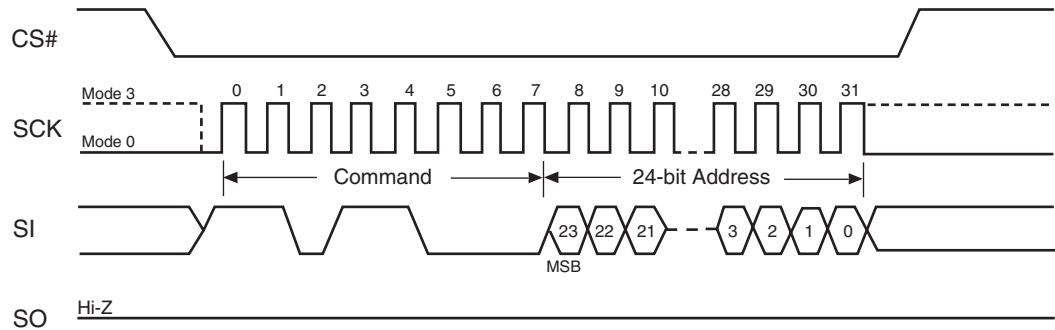 CS#
Mode 3
0 1 2 3 4 5 6 7 8 9 10 28 29 30 31
SCK
Mode 0
Command 24-bit Address
SI
23 22 21 3 2 1 0
MSB
Hi-Z
SO